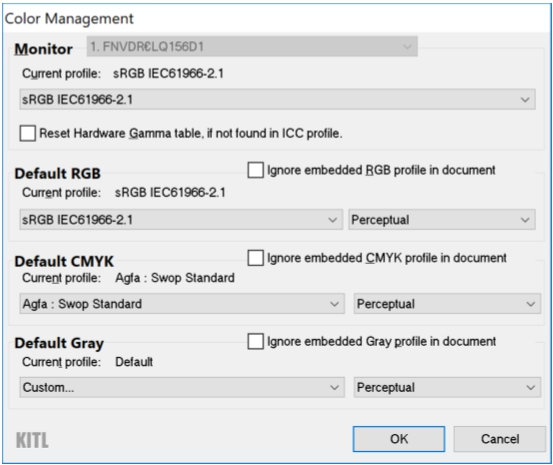 Color Management
Monitor 1. FNVDR€LQ156D1
Current profile: sRGB IEC61966-2.1
sRGB IEC61966-2.1
Reset Hardware Gamma table, if not found in ICC profile.
Default RGB Ignore embedded RGB profile in document
Current profile: sRGB IEC61966-2.1
sRGB IEC61966-2.1 Perceptual
Default CMYK Ignore embedded CMYK profile in document
Current profile: Agfa : Swop Standard
Agfa : Swop Standard Perceptual
Default Gray Ignore embedded Gray profile in document
Current profile: Default
Custom... Perceptual
KITL OK Cancel